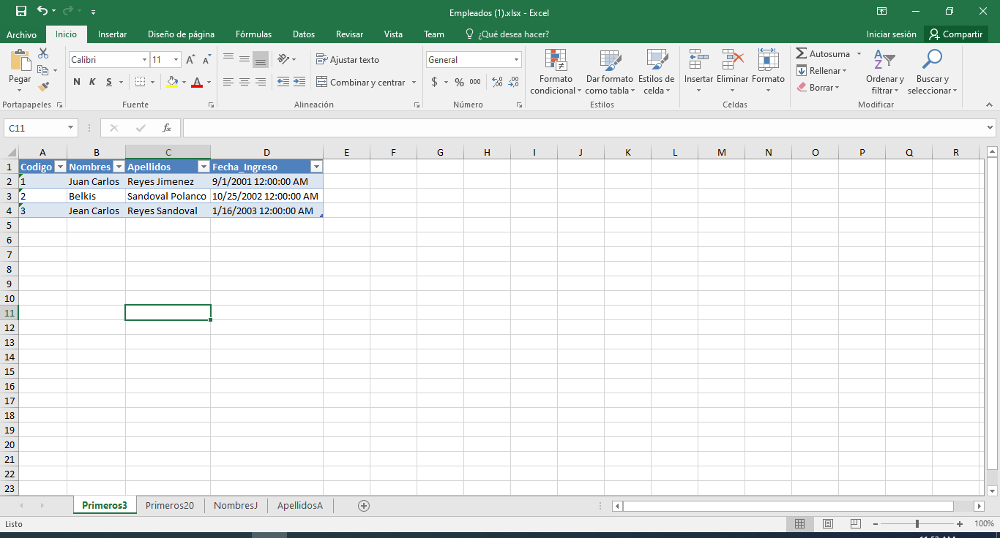 Empleados (1).xlsx - Excel
Archivo Inicio Insertar Diseño de página Fórmulas Datos Revisar Vista Team ¿Qué desea hacer? Iniciar sesión Compartir
Pegar
Portapapeles
Calibri 11
N K S
Fuente
Ajustar texto
Combinar y centrar
Alineación
General
$ % 000
Número
Formato condicional
Dar formato como tabla
Estilos de celda
Estilos
Insertar Eliminar Formato
Celdas
Autosuma
Rellenar
Borrar
Ordenar y filtrar
Buscar y seleccionar
Modificar
C11 fx
A B C D E F G H I J K L M N O P Q R
1 Codigo Nombres Apellidos Fecha_Ingreso
2 1 Juan Carlos Reyes Jimenez 9/1/2001 12:00:00 AM
3 2 Belkis Sandoval Polanco 10/25/2002 12:00:00 AM
4 3 Jean Carlos Reyes Sandoval 1/16/2003 12:00:00 AM
5
6
7
8
9
10
11
12
13
14
15
16
17
18
19
20
21
22
23
Primeros3 Primeros20 NombresJ ApellidosA
Listo 100%